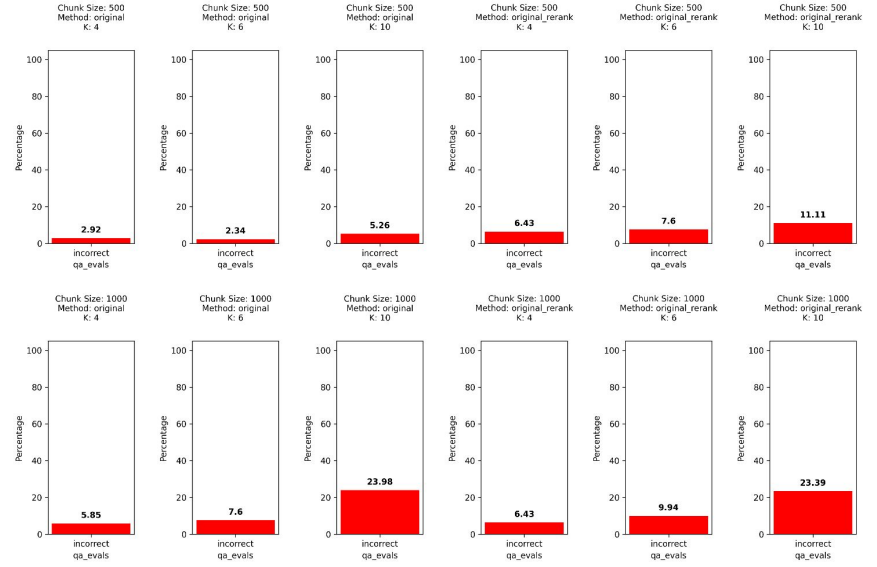 Chunk Size: 500
Method: original
K: 4
Percentage
100
80
60
40
20
0
2.92
incorrect
qa_evals
Chunk Size: 500
Method: original
K: 6
Percentage
100
80
60
40
20
0
2.34
incorrect
qa_evals
Chunk Size: 500
Method: original
K: 10
Percentage
100
80
60
40
20
0
5.26
incorrect
qa_evals
Chunk Size: 500
Method: original_rerank
K: 4
Percentage
100
80
60
40
20
0
6.43
incorrect
qa_evals
Chunk Size: 500
Method: original_rerank
K: 6
Percentage
100
80
60
40
20
0
7.6
incorrect
qa_evals
Chunk Size: 500
Method: original_rerank
K: 10
Percentage
100
80
60
40
20
0
11.11
incorrect
qa_evals
Chunk Size: 1000
Method: original
K: 4
Percentage
100
80
60
40
20
0
5.85
incorrect
qa_evals
Chunk Size: 1000
Method: original
K: 6
Percentage
100
80
60
40
20
0
7.6
incorrect
qa_evals
Chunk Size: 1000
Method: original
K: 10
Percentage
100
80
60
40
20
0
23.98
incorrect
qa_evals
Chunk Size: 1000
Method: original_rerank
K: 4
Percentage
100
80
60
40
20
0
6.43
incorrect
qa_evals
Chunk Size: 1000
Method: original_rerank
K: 6
Percentage
100
80
60
40
20
0
9.94
incorrect
qa_evals
Chunk Size: 1000
Method: original_rerank
K: 10
Percentage
100
80
60
40
20
0
23.39
incorrect
qa_evals